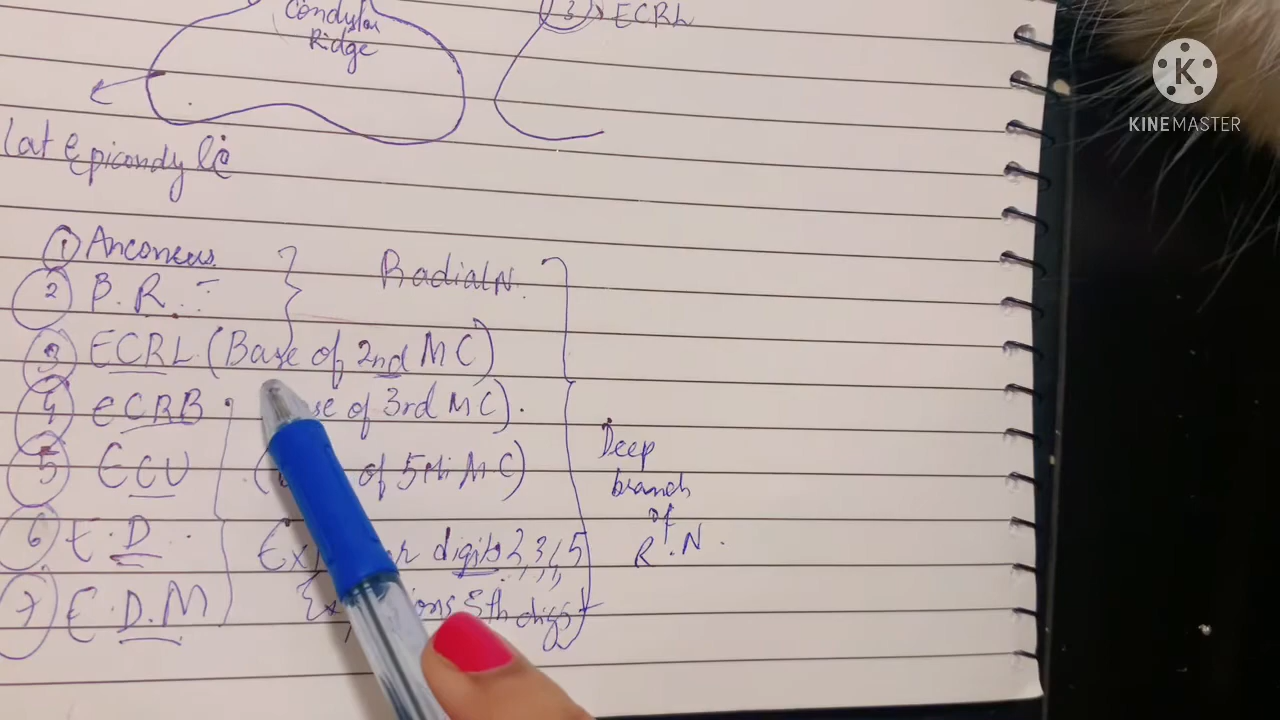 Condylar
Ridge
3 ECRL
Lat Epicondyle
1 Anconeus
2 B.R. Radial N.
3 ECRL (Base of 2nd MC)
4 ECRB se of 3rd MC).
5 ECU ( of 5th MC)
6 E.D. digits 2,3,4,5
7 E.D.M 5th digit
Deep
branch
of
R.N.
K
KINEMASTER